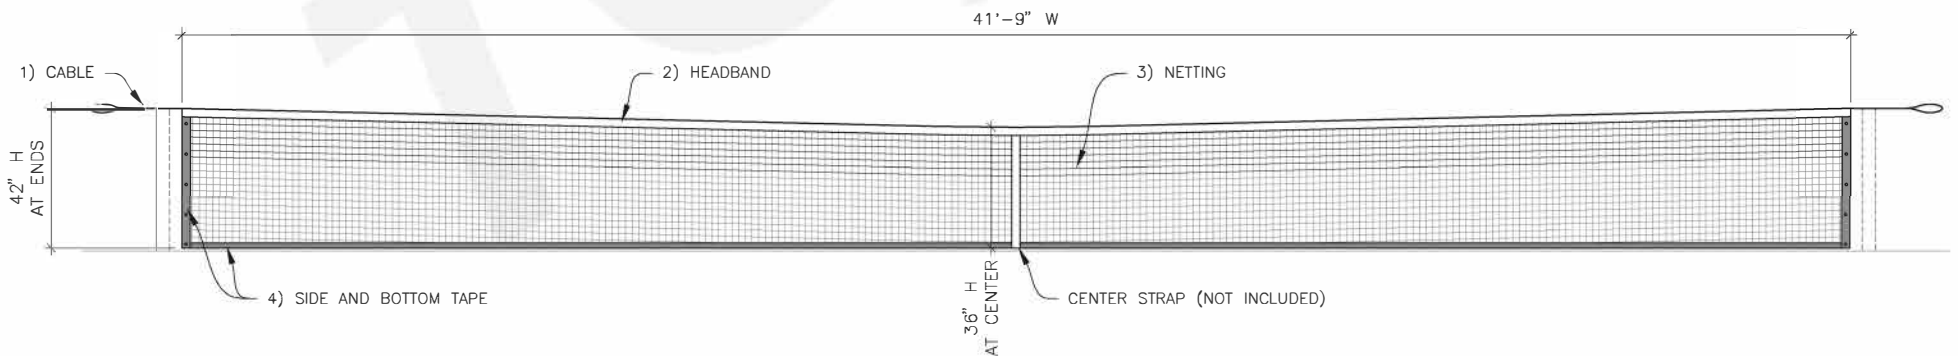 41'-9" W
1) CABLE
2) HEADBAND
3) NETTING
42" H
AT ENDS
4) SIDE AND BOTTOM TAPE
36" H
AT CENTER
CENTER STRAP (NOT INCLUDED)